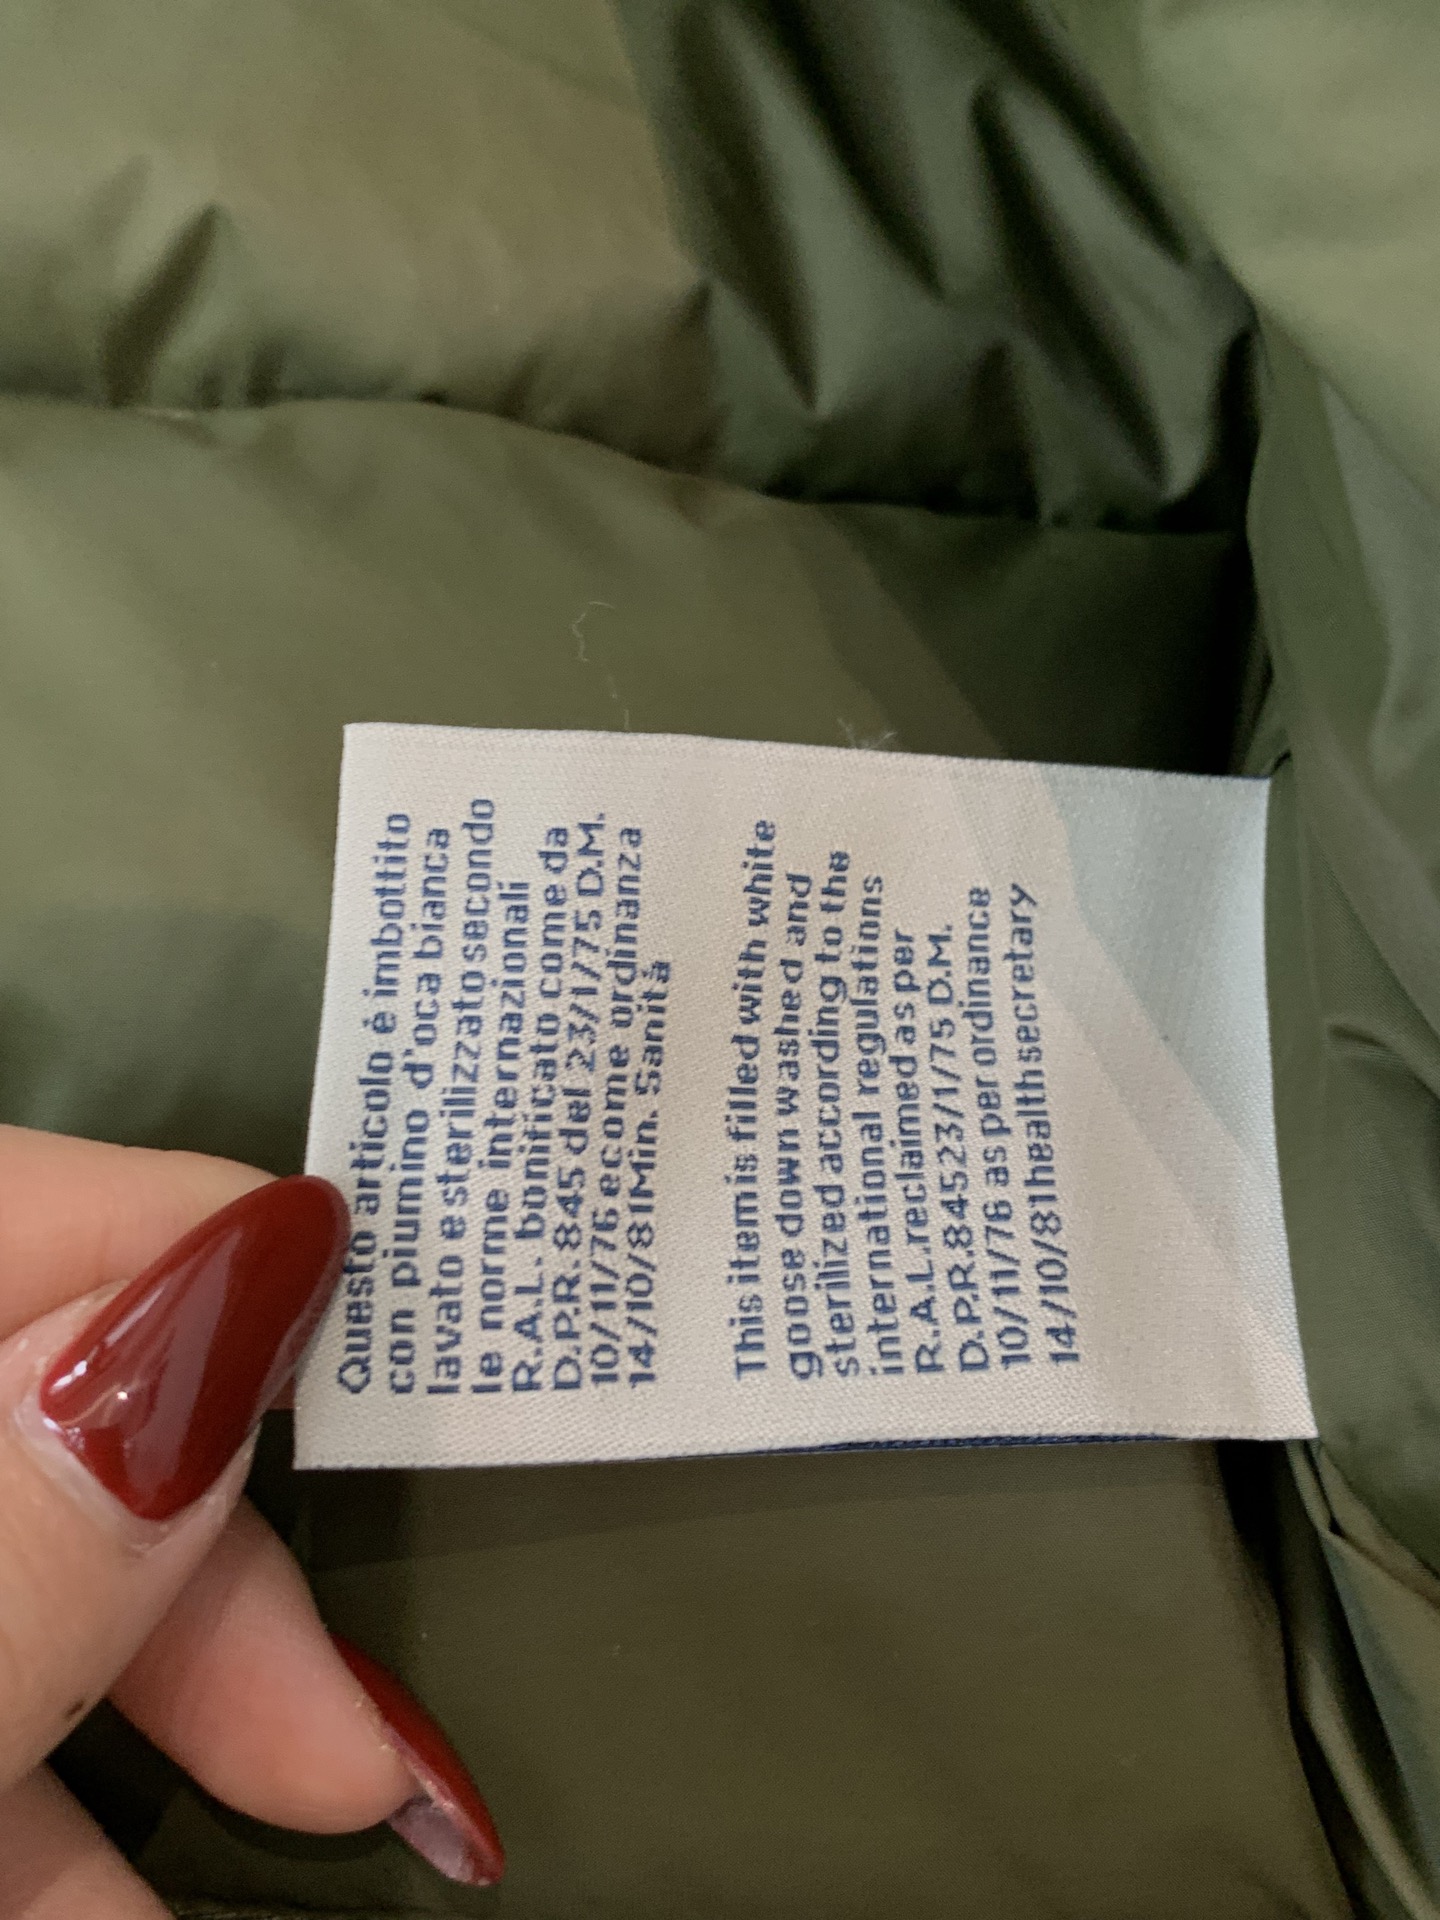 Questo articolo é imbottito
con piumino d'oca bianca
lavato e sterilizzato secondo
le norme internazionali
R.A.L. bonificato come da
D.P.R. 845 del 23/1/75 D.M.
10/11/76 e come ordinanza
14/10/81 Min. Sanità
This item is filled with white
goose down washed and
sterilized according to the
international regulations
R.A.L. reclaimed as per
D.P.R. 845 23/1/75 D.M.
10/11/76 as per ordinance
14/10/81 health secretary